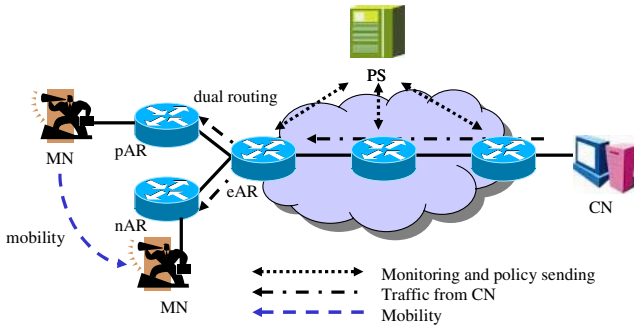 PS
dual routing
MN
pAR
eAR
nAR
CN
mobility
MN
Monitoring and policy sending
Traffic from CN
Mobility